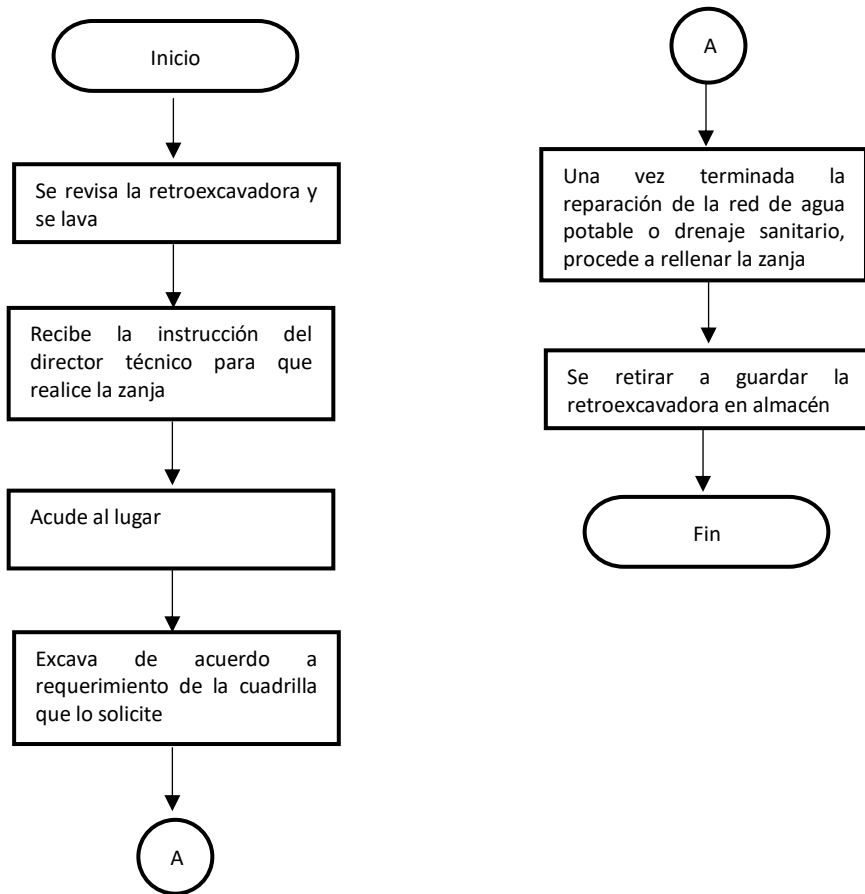 Inicio
Se revisa la retroexcavadora y
se lava
Recibe la instrucción del
director técnico para que
realice la zanja
Acude al lugar
Excava de acuerdo a
requerimiento de la cuadrilla
que lo solicite
A
A
Una vez terminada la
reparación de la red de agua
potable o drenaje sanitario,
procede a rellenar la zanja
Se retirar a guardar la
retroexcavadora en almacén
Fin